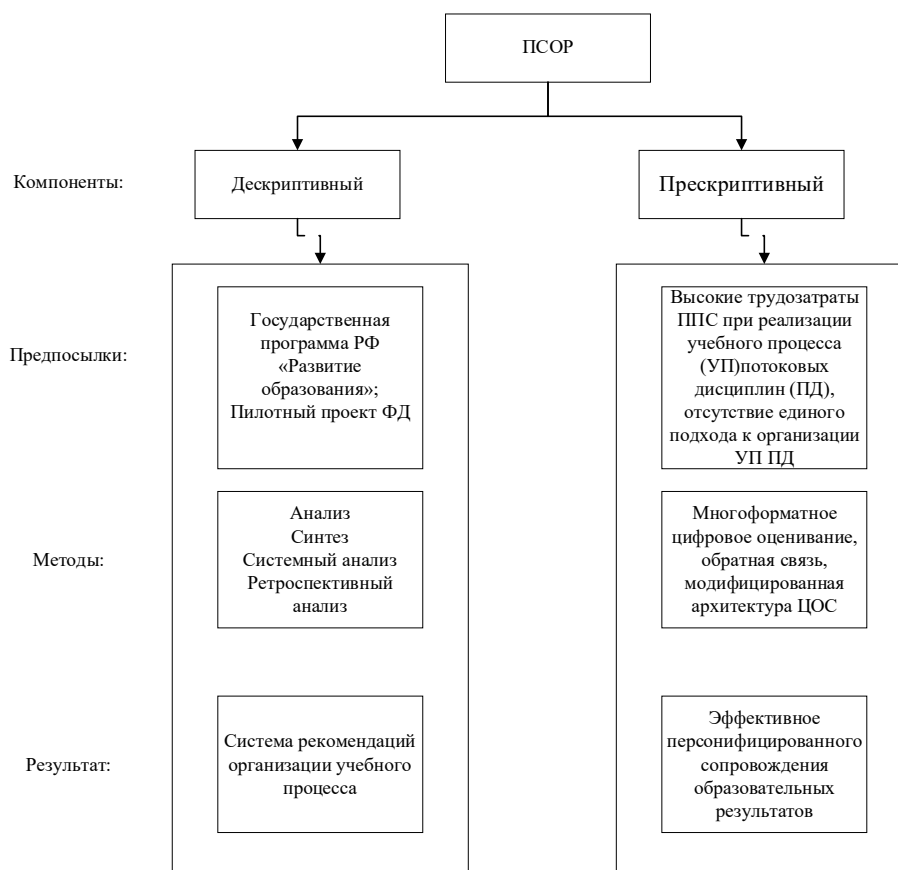 ПСОР
Компоненты:
Дескриптивный
Прескриптивный
Предпосылки:
Государственная
программа РФ
«Развитие
образования»;
Пилотный проект ФД
Высокие трудозатраты
ППС при реализации
учебного процесса
(УП)потоковых
дисциплин (ПД),
отсутствие единого
подхода к организации
УП ПД
Методы:
Анализ
Синтез
Системный анализ
Ретроспективный
анализ
Многоформатное
цифровое оценивание,
обратная связь,
модифицированная
архитектура ЦОС
Результат:
Система рекомендаций
организации учебного
процесса
Эффективное
персонифицированного
сопровождения
образовательных
результатов